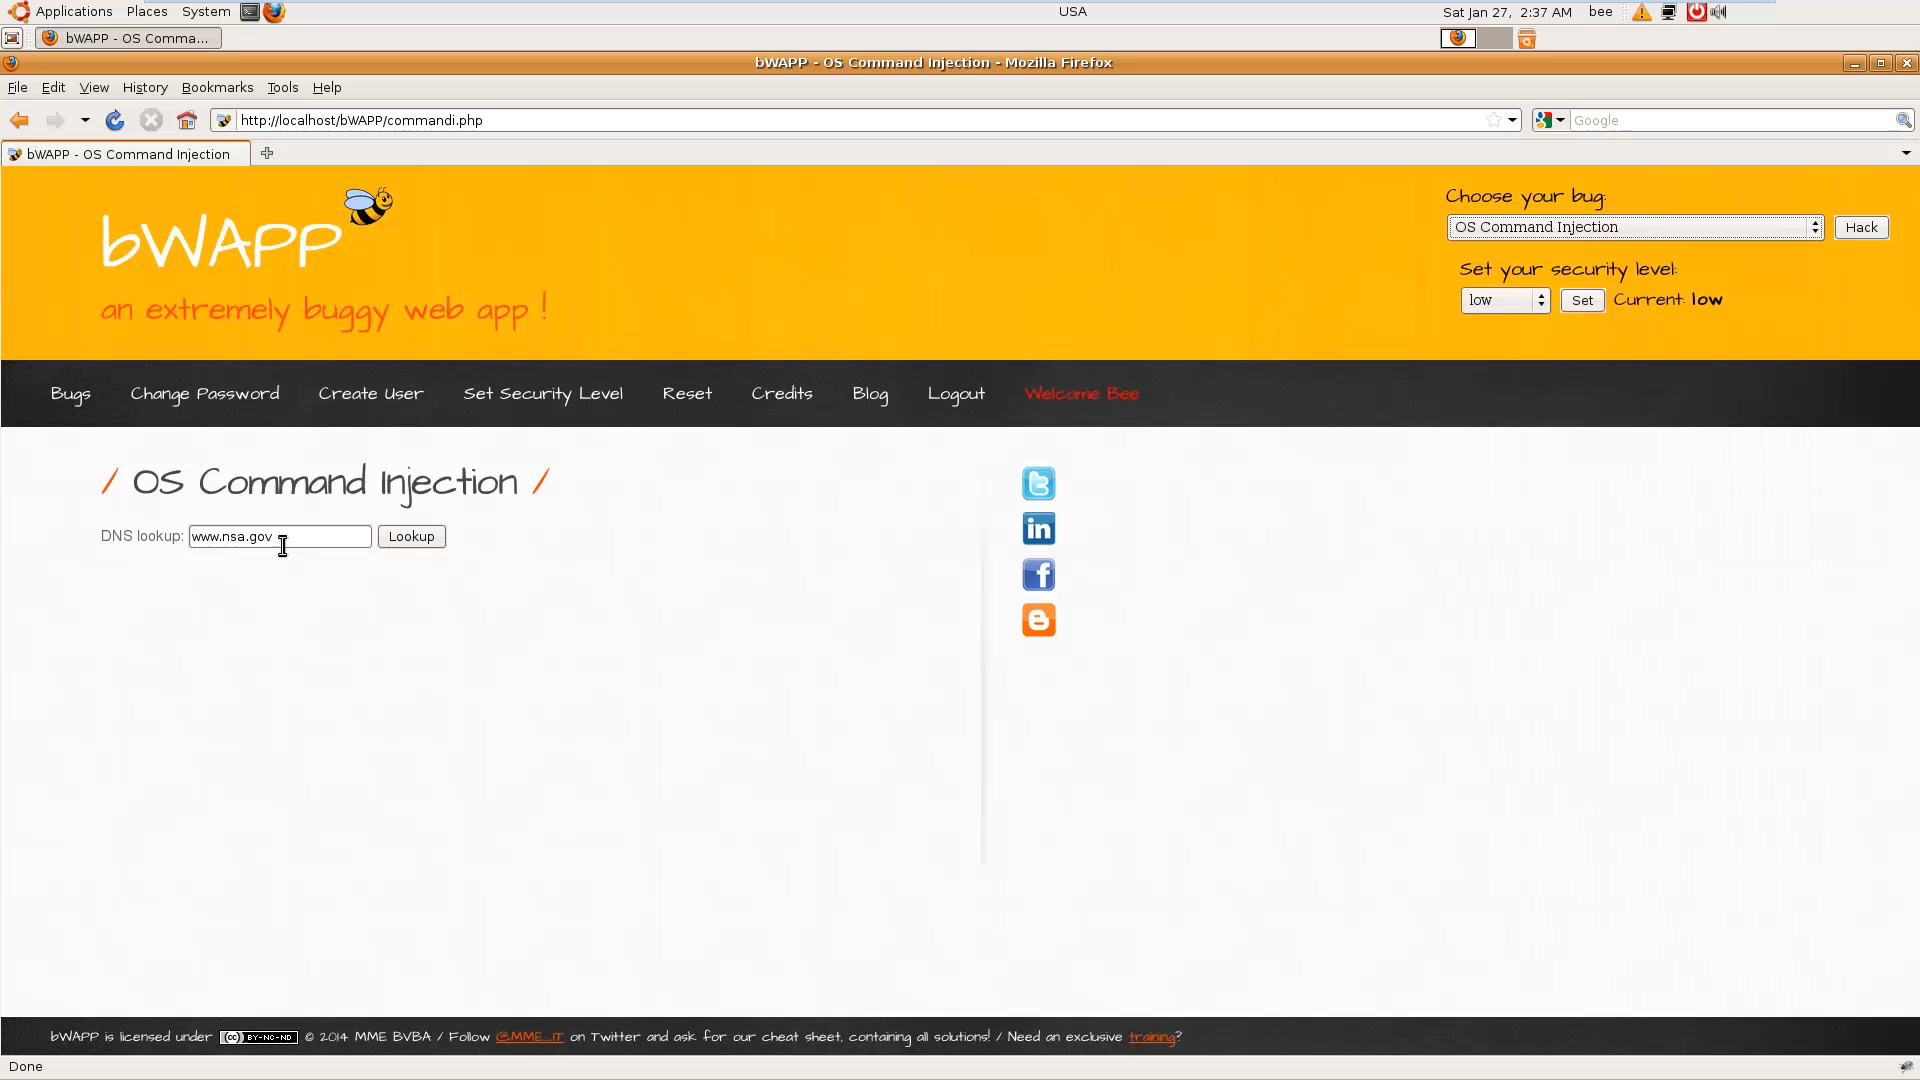 Applications Places System USA Sat Jan 27, 2:37 AM bee
bWAPP - OS Comma...
bWAPP - OS Command Injection - Mozilla Firefox
File Edit View History Bookmarks Tools Help
http://localhost/bWAPP/commandi.php Google
bWAPP - OS Command Injection
Choose your bug:
bWAPP
OS Command Injection Hack
Set your security level:
low Set Current: low
an extremely buggy web app !
Bugs Change Password Create User Set Security Level Reset Credits Blog Logout Welcome Bee
/ OS Command Injection /
DNS lookup: www.nsa.gov Lookup
bWAPP is licensed under (cc) BY-NC-ND © 2014 MME BVBA / Follow @MME_IT on Twitter and ask for our cheat sheet, containing all solutions! / Need an exclusive training?
Done